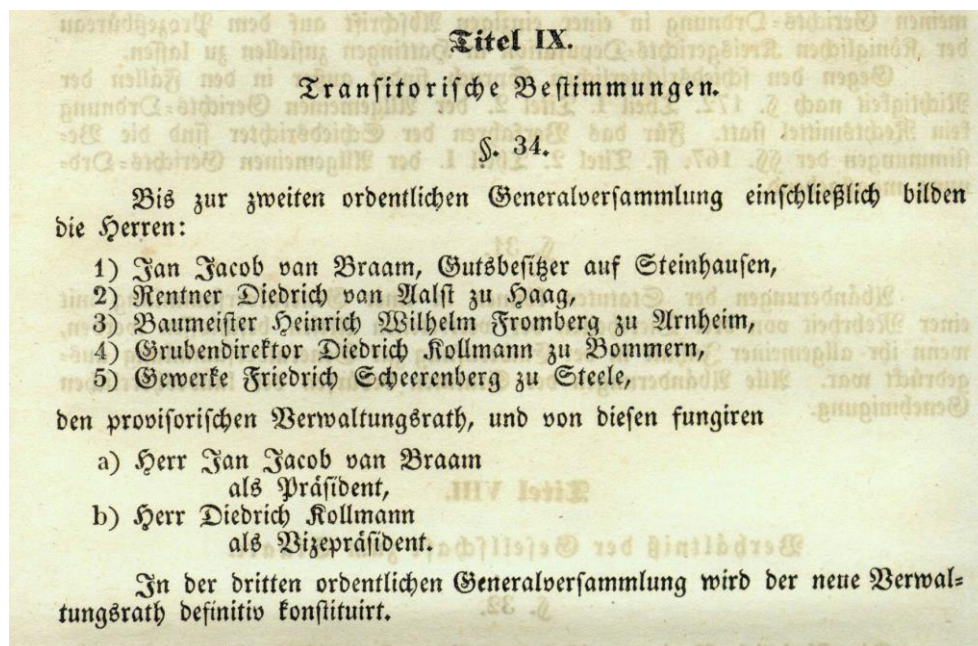 Titel IX.
Transitorische Bestimmungen.
§. 34.
Bis zur zweiten ordentlichen Generalversammlung einschließlich bilden
die Herren:
1) Jan Jacob van Braam, Gutsbesitzer auf Steinhausen,
2) Rentner Diedrich van Aalst zu Haag,
3) Baumeister Heinrich Wilhelm Fromberg zu Arnheim,
4) Grubendirektor Diedrich Kollmann zu Bommern,
5) Gewerke Friedrich Scheerenberg zu Steele,
den provisorischen Verwaltungsrath, und von diesen fungiren
a) Herr Jan Jacob van Braam
als Präsident,
b) Herr Diedrich Kollmann
als Vizepräsident.
In der dritten ordentlichen Generalversammlung wird der neue Verwal-
tungsrath definitiv konstituirt.